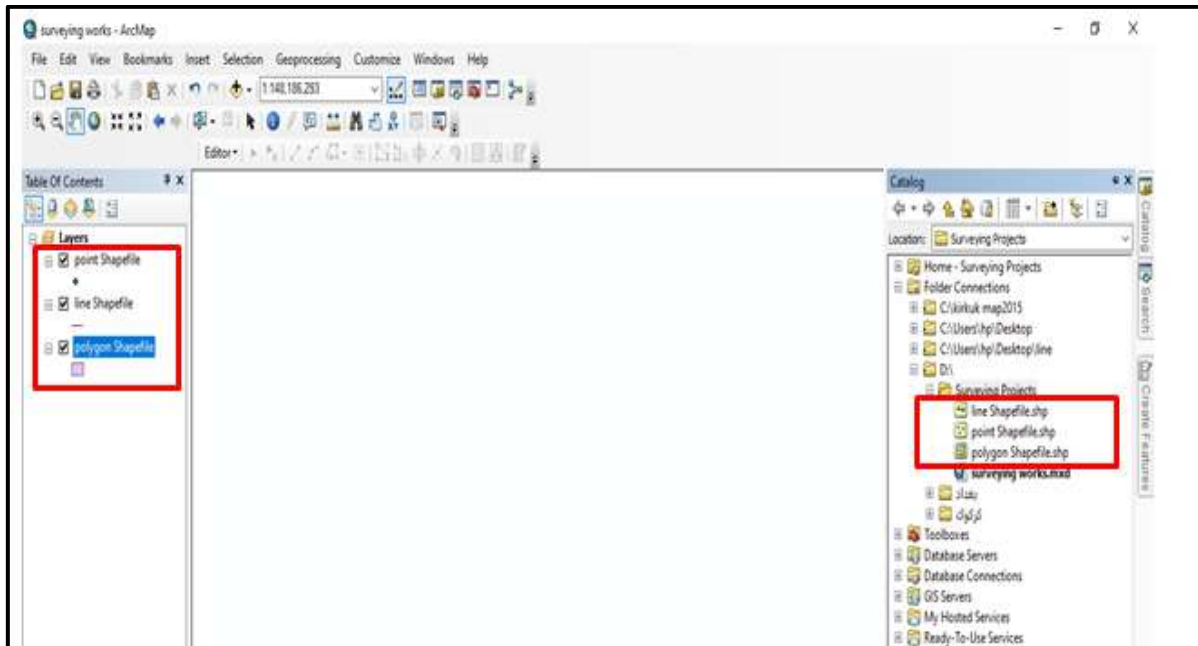 surveying works - ArcMap
File Edit View Bookmarks Insert Selection Geoprocessing Customize Windows Help
1:148,186,293
Editor
Table Of Contents
Layers
point Shapefile
line Shapefile
polygon Shapefile
Catalog
Location: Surveying Projects
Home - Surveying Projects
Folder Connections
C:\kirkuk map2015
C:\Users\hp\Desktop
C:\Users\hp\Desktop\line
D:\
Surveying Projects
line Shapefile.shp
point Shapefile.shp
polygon Shapefile.shp
surveying works.mxd
بغداد
كركوك
Toolboxes
Database Servers
Database Connections
GIS Servers
My Hosted Services
Ready-To-Use Services
Catalog
Search
Create Features